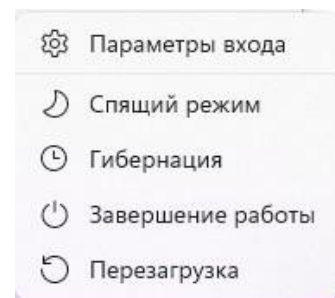 Параметры входа
Спящий режим
Гибернация
Завершение работы
Перезагрузка